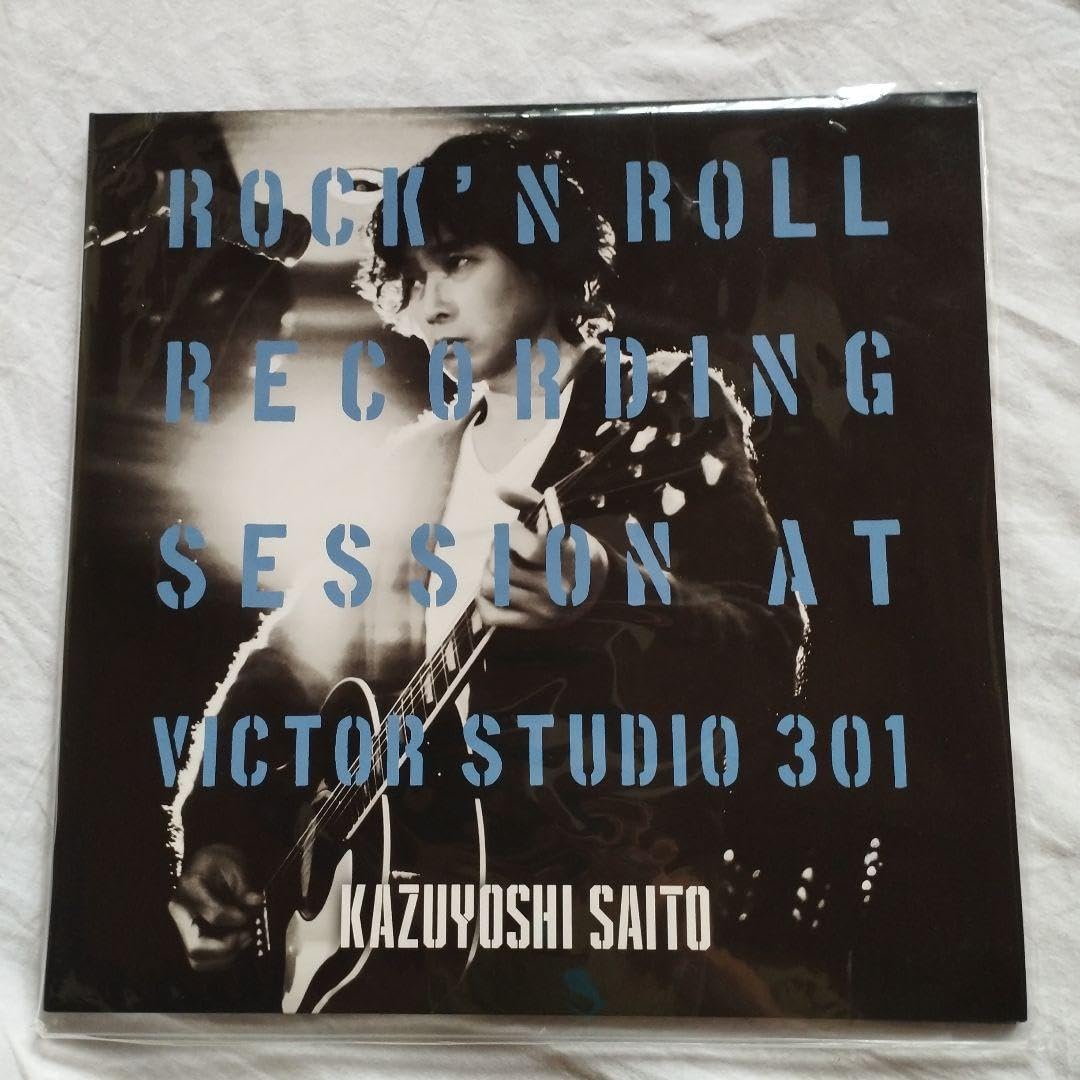 ROCK'N ROLL
RECORDING
SESSION AT
VICTOR STUDIO 301
KAZUYOSHI SAITO